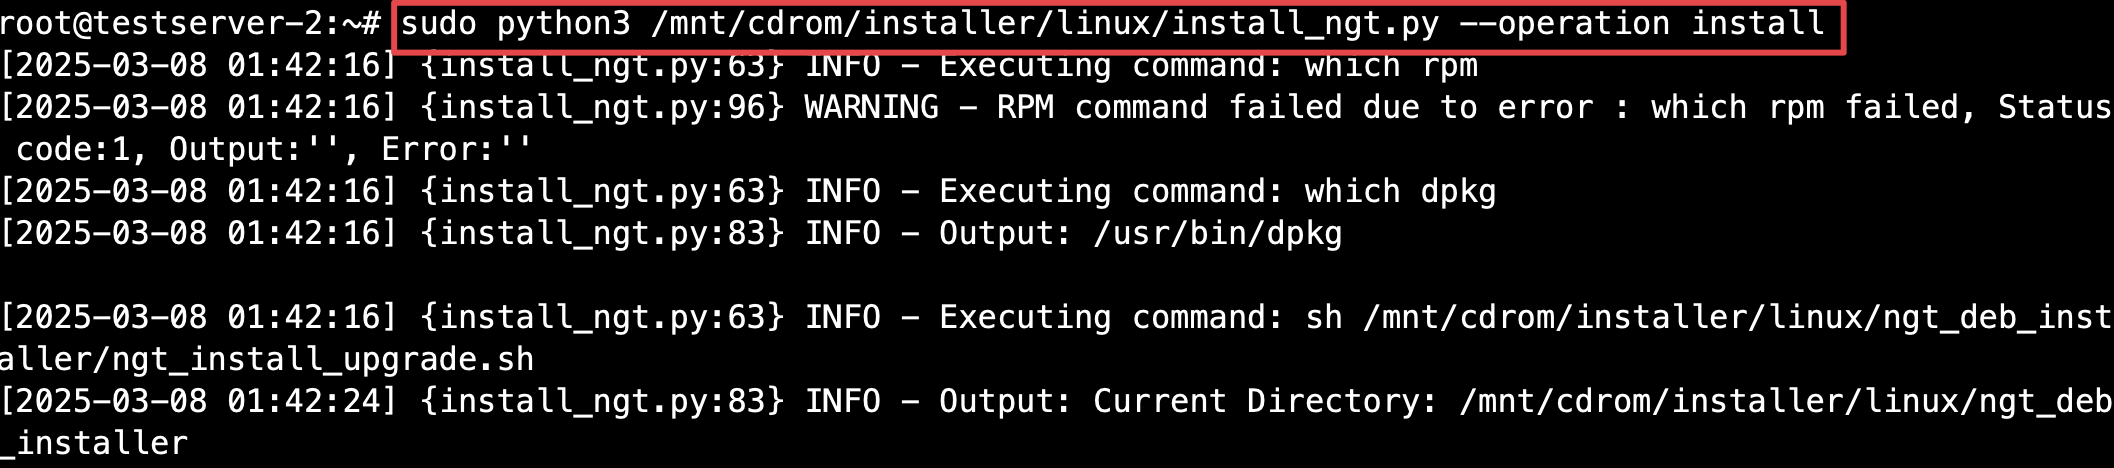 root@testserver-2:~# sudo python3 /mnt/cdrom/installer/linux/install_ngt.py --operation install
[2025-03-08 01:42:16] {install_ngt.py:63} INFO - Executing command: which rpm
[2025-03-08 01:42:16] {install_ngt.py:96} WARNING - RPM command failed due to error : which rpm failed, Status
 code:1, Output:'', Error:''
[2025-03-08 01:42:16] {install_ngt.py:63} INFO - Executing command: which dpkg
[2025-03-08 01:42:16] {install_ngt.py:83} INFO - Output: /usr/bin/dpkg
[2025-03-08 01:42:16] {install_ngt.py:63} INFO - Executing command: sh /mnt/cdrom/installer/linux/ngt_deb_inst
aller/ngt_install_upgrade.sh
[2025-03-08 01:42:24] {install_ngt.py:83} INFO - Output: Current Directory: /mnt/cdrom/installer/linux/ngt_deb
_installer